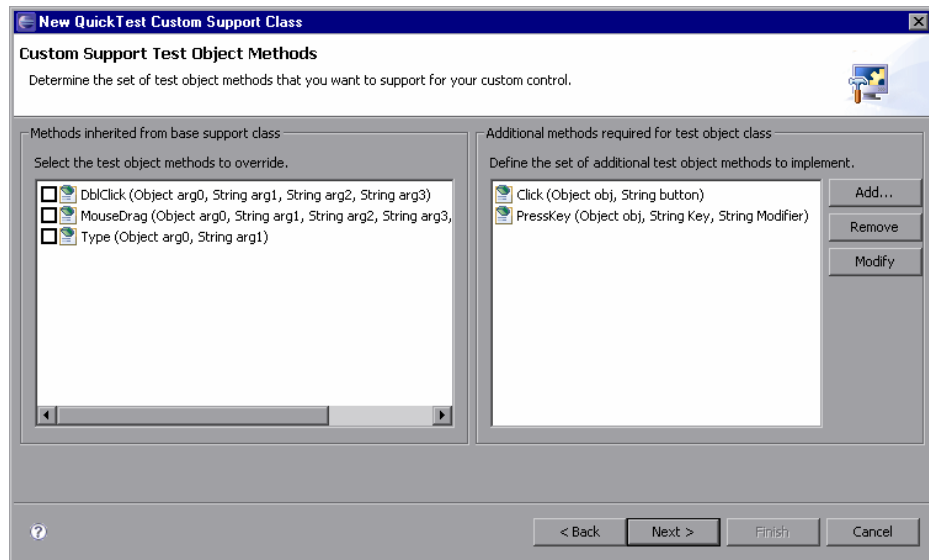 New QuickTest Custom Support Class
Custom Support Test Object Methods
Determine the set of test object methods that you want to support for your custom control.
Methods inherited from base support class
Select the test object methods to override.
DblClick (Object arg0, String arg1, String arg2, String arg3)
MouseDrag (Object arg0, String arg1, String arg2, String arg3,
Type (Object arg0, String arg1)
Additional methods required for test object class
Define the set of additional test object methods to implement.
Click (Object obj, String button)
PressKey (Object obj, String Key, String Modifier)
Add...
Remove
Modify
?
< Back
Next >
Finish
Cancel